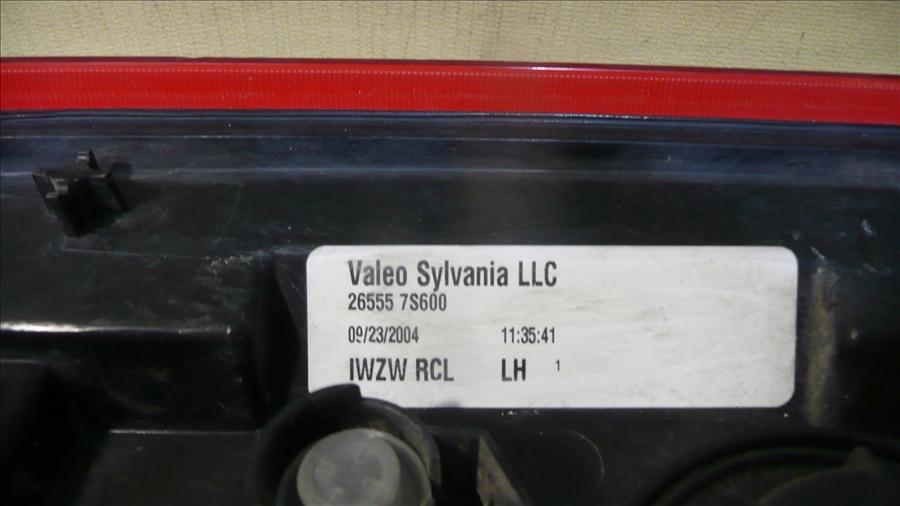 Valeo Sylvania LLC
26555 7S600
09/23/2004 11:35:41
IWZW RCL LH 1